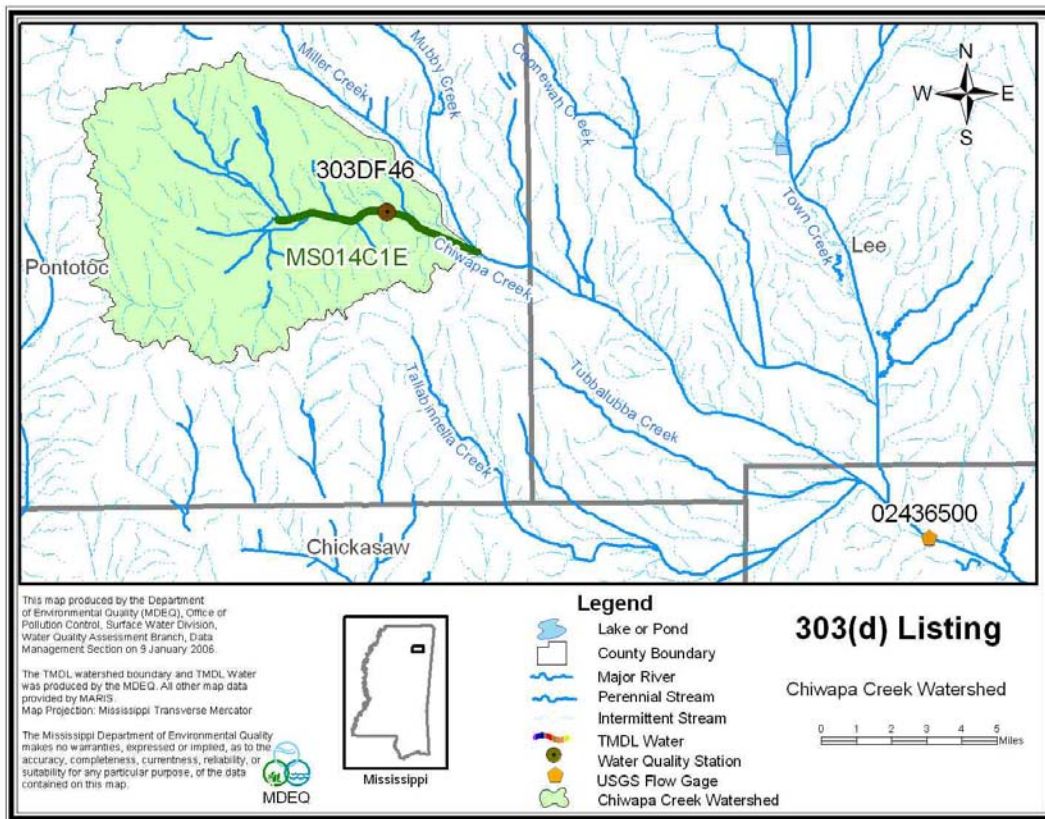 Miller Creek
Mubby Creek
Coonewah Creek
N
W E
S
303DF46
Town Creek
Lee
MS014C1E
Chiwapa Creek
Pontotoc
Tallabinnella Creek
Tubbalubba Creek
02436500
Chickasaw
This map produced by the Department
of Environmental Quality (MDEQ), Office of
Pollution Control, Surface Water Division,
Water Quality Assessment Branch, Data
Management Section on 9 January 2006.
The TMDL watershed boundary and TMDL Water
was produced by the MDEQ. All other map data
provided by MARIS.
Map Projection: Mississippi Transverse Mercator
The Mississippi Department of Environmental Quality
makes no warranties, expressed or implied, as to the
accuracy, completeness, currentness, reliability, or
suitability for any particular purpose, of the data
contained on this map.
MDEQ
Mississippi
Legend
Lake or Pond
County Boundary
Major River
Perennial Stream
Intermittent Stream
TMDL Water
Water Quality Station
USGS Flow Gage
Chiwapa Creek Watershed
303(d) Listing
Chiwapa Creek Watershed
0 1 2 3 4 5
Miles